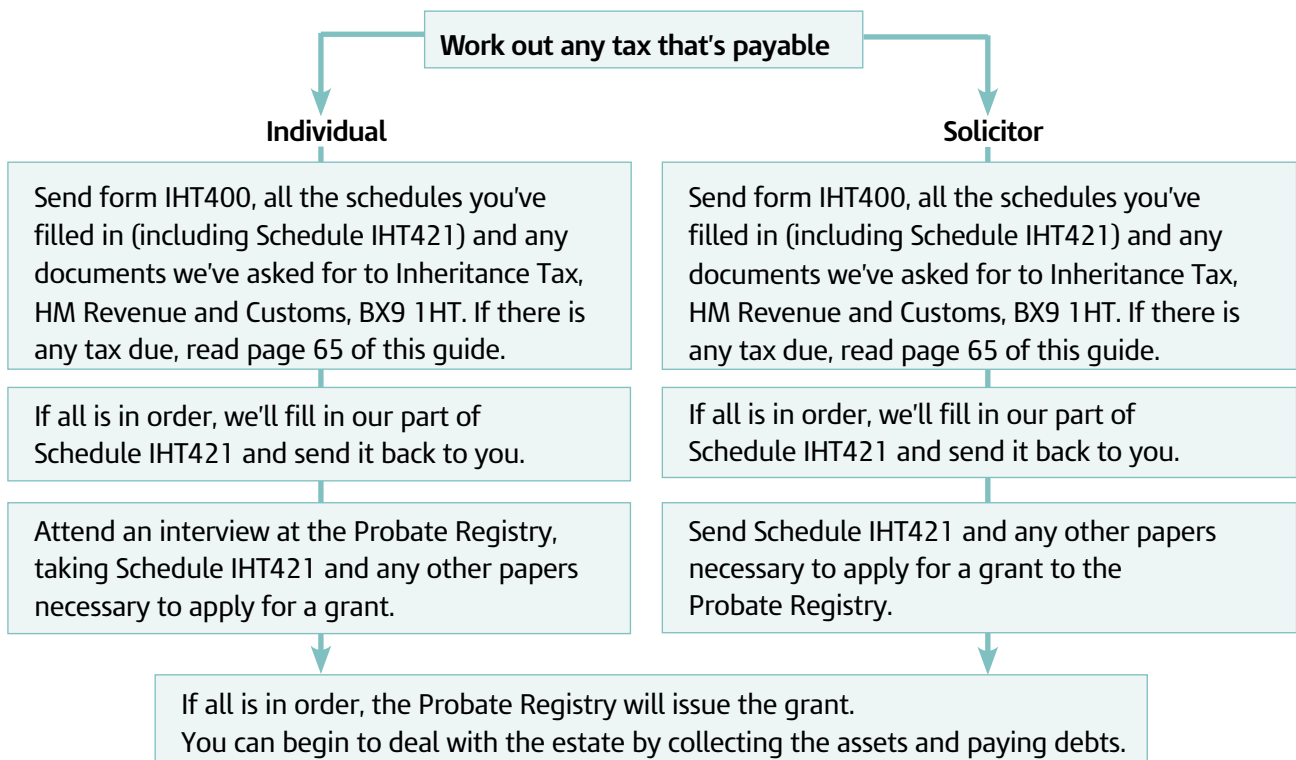 Work out any tax that's payable
Individual
Send form IHT400, all the schedules you've
filled in (including Schedule IHT421) and any
documents we've asked for to Inheritance Tax,
HM Revenue and Customs, BX9 1HT. If there is
any tax due, read page 65 of this guide.
If all is in order, we'll fill in our part of
Schedule IHT421 and send it back to you.
Attend an interview at the Probate Registry,
taking Schedule IHT421 and any other papers
necessary to apply for a grant.
Solicitor
Send form IHT400, all the schedules you've
filled in (including Schedule IHT421) and any
documents we've asked for to Inheritance Tax,
HM Revenue and Customs, BX9 1HT. If there is
any tax due, read page 65 of this guide.
If all is in order, we'll fill in our part of
Schedule IHT421 and send it back to you.
Send Schedule IHT421 and any other papers
necessary to apply for a grant to the
Probate Registry.
If all is in order, the Probate Registry will issue the grant.
You can begin to deal with the estate by collecting the assets and paying debts.